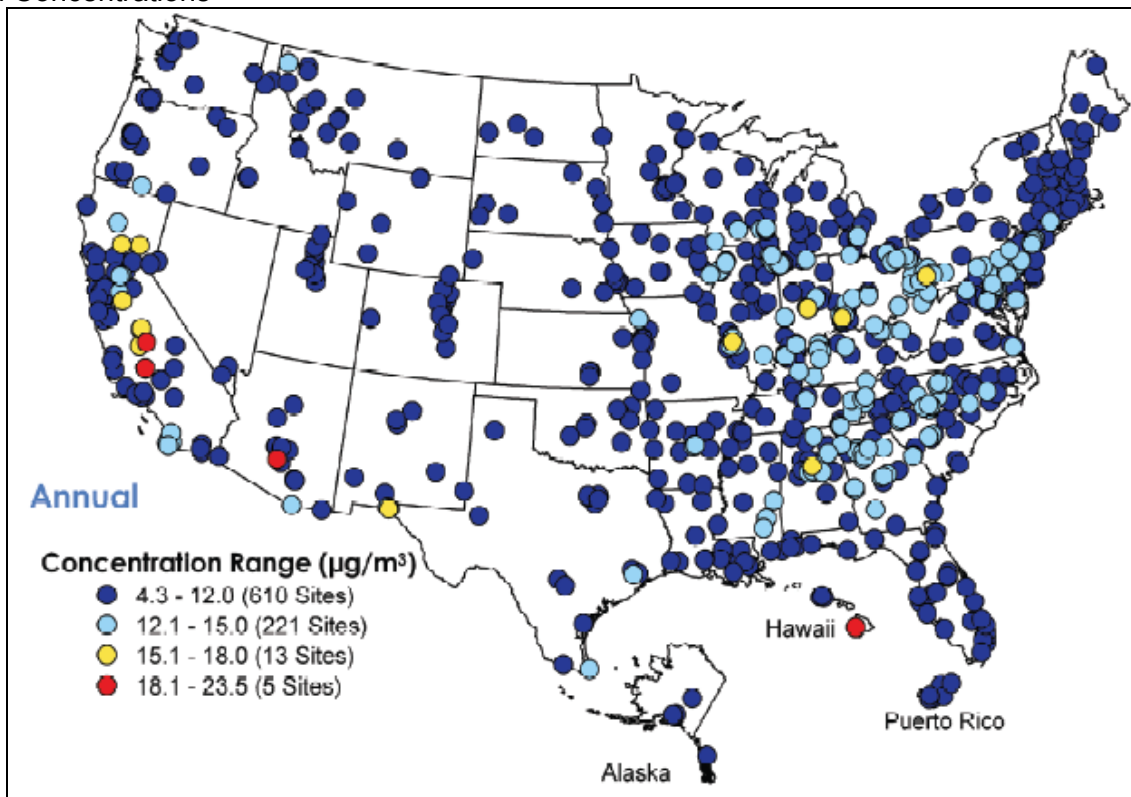 Concentrations
Annual
Concentration Range (µg/m³)
4.3 - 12.0 (610 Sites)
12.1 - 15.0 (221 Sites)
15.1 - 18.0 (13 Sites)
18.1 - 23.5 (5 Sites)
Hawaii
Puerto Rico
Alaska